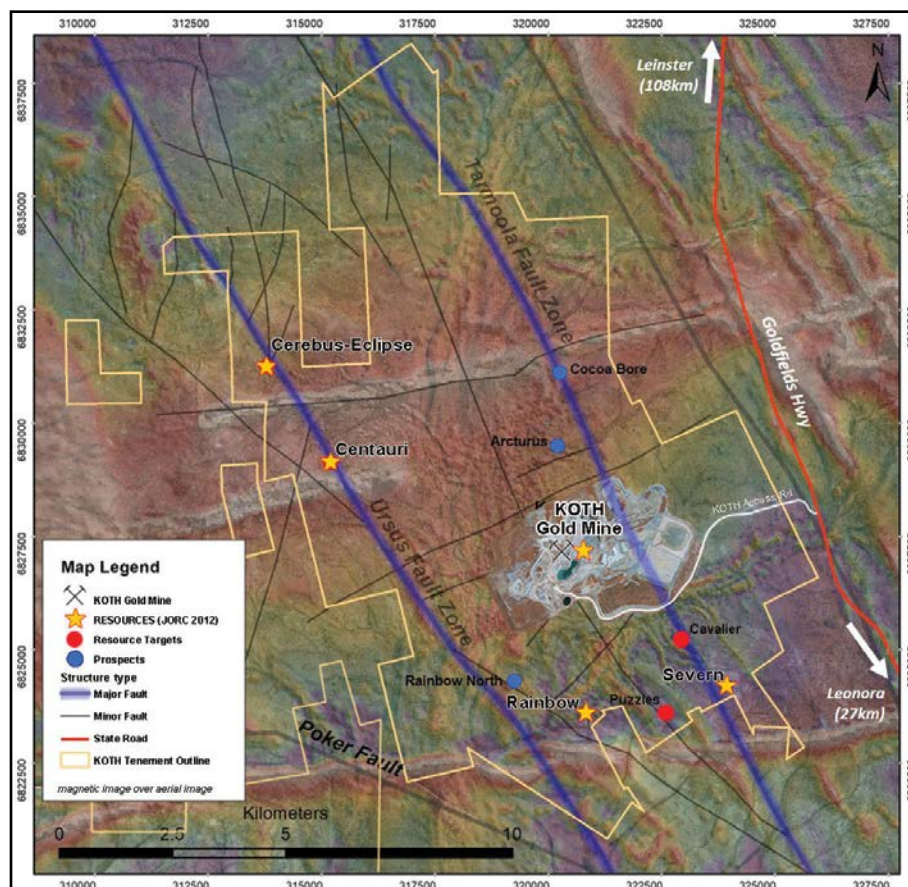 310000 312500 315000 317500 320000 322500 325000 327500
N
Leinster
(108km)
6837500
6835000
6832500
6830000
6827500
6825000
6822500
Tarmoola Fault Zone
Goldfields Hwy
Cerebus-Eclipse
Cocoa Bore
Centauri
Arcturus
Ursus Fault Zone
KOTH
Gold Mine
KOTH Access Rd
Cavalier
Severn
Rainbow North
Rainbow
Puzzles
Leonora
(27km)
Poker Fault
Map Legend
KOTH Gold Mine
RESOURCES (JORC 2012)
Resource Targets
Prospects
Structure type
Major Fault
Minor Fault
State Road
KOTH Tenement Outline
magnetic image over aerial image
Kilometers
0 2.5 5 10
310000 312500 315000 317500 320000 322500 325000 327500